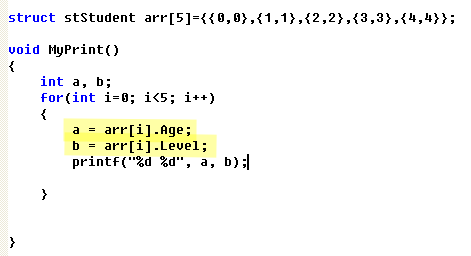 struct stStudent arr[5]={{0,0},{1,1},{2,2},{3,3},{4,4}};
void MyPrint()
{
    int a, b;
    for(int i=0; i<5; i++)
    {
        a = arr[i].Age;
        b = arr[i].Level;
        printf("%d %d", a, b);
    }
}